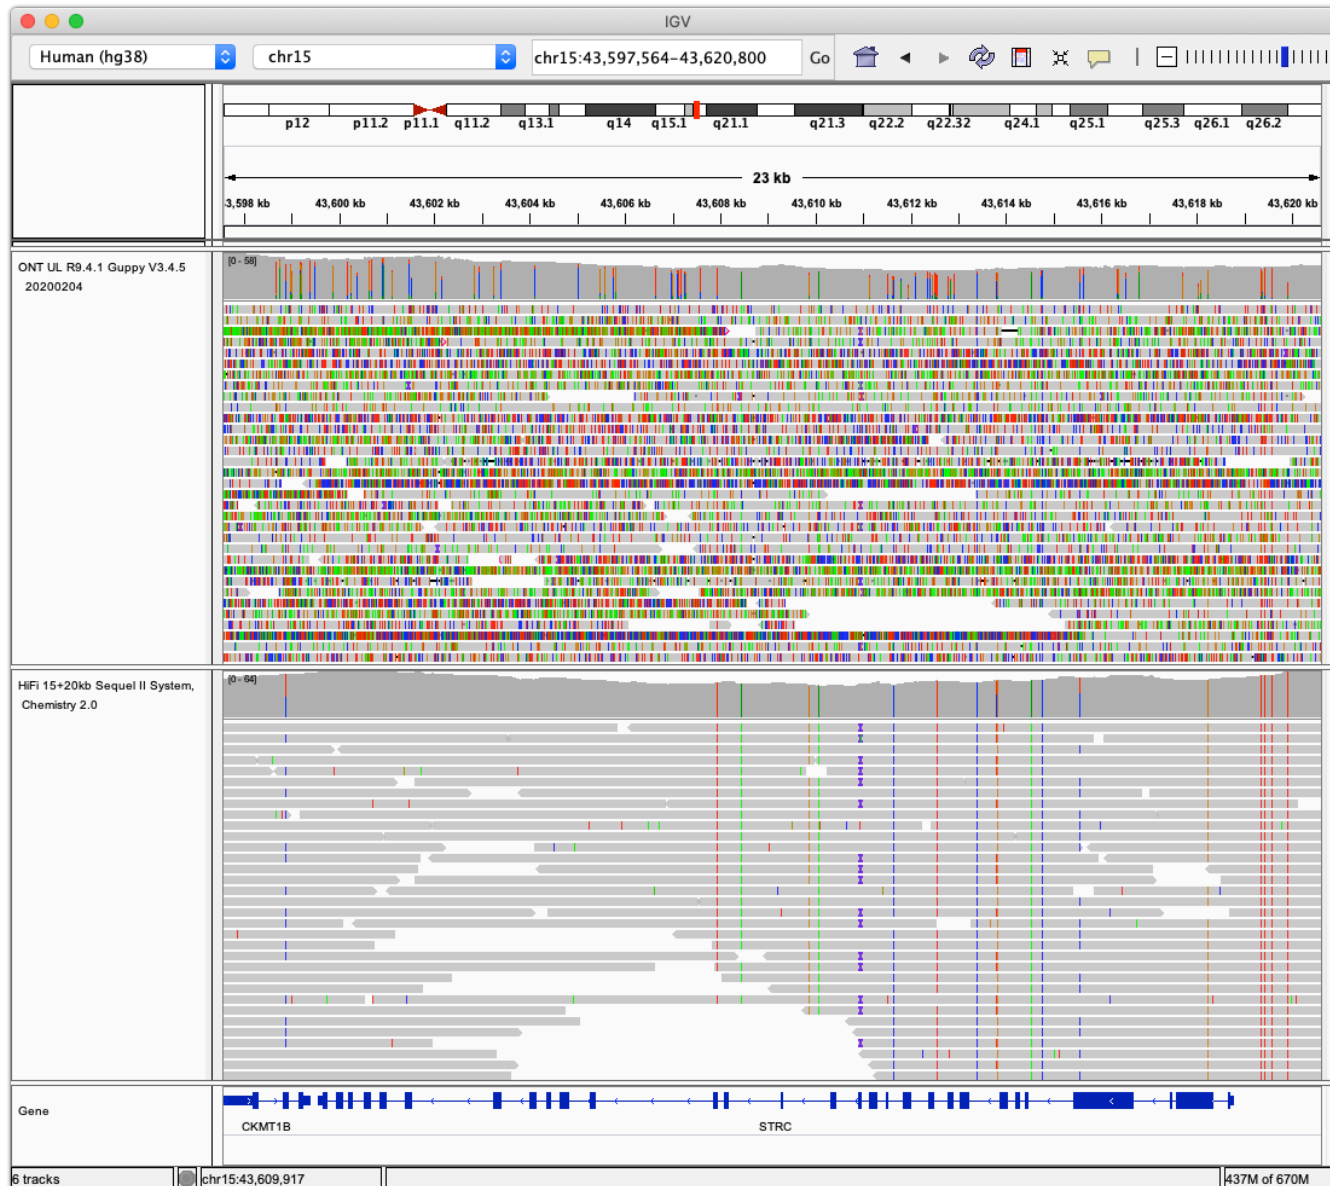 IGV
Human (hg38) chr15 chr15:43,597,564-43,620,800 Go
p12 p11.2 p11.1 q11.2 q13.1 q14 q15.1 q21.1 q21.3 q22.2 q22.32 q24.1 q25.1 q25.3 q26.1 q26.2
23 kb
3,598 kb 43,600 kb 43,602 kb 43,604 kb 43,606 kb 43,608 kb 43,610 kb 43,612 kb 43,614 kb 43,616 kb 43,618 kb 43,620 kb
[0 - 58]
ONT UL R9.4.1 Guppy V3.4.5
20200204
[0 - 64]
HiFi 15+20kb Sequel II System,
Chemistry 2.0
Gene
CKMT1B STRC
6 tracks chr15:43,609,917 437M of 670M